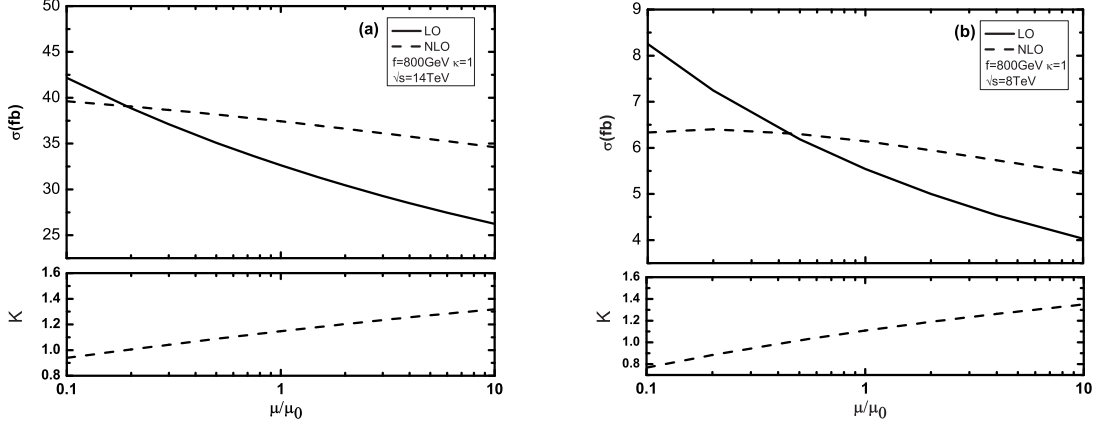 50
45
40
35
30
25
σ(fb)
(a)
LO
NLO
f=800GeV κ=1
√s=14TeV
1.6
1.4
1.2
1.0
0.8
K
0.1 1 10
μ/μ0
9
8
7
6
5
4
σ(fb)
(b)
LO
NLO
f=800GeV κ=1
√s=8TeV
1.6
1.4
1.2
1.0
0.8
K
0.1 1 10
μ/μ0